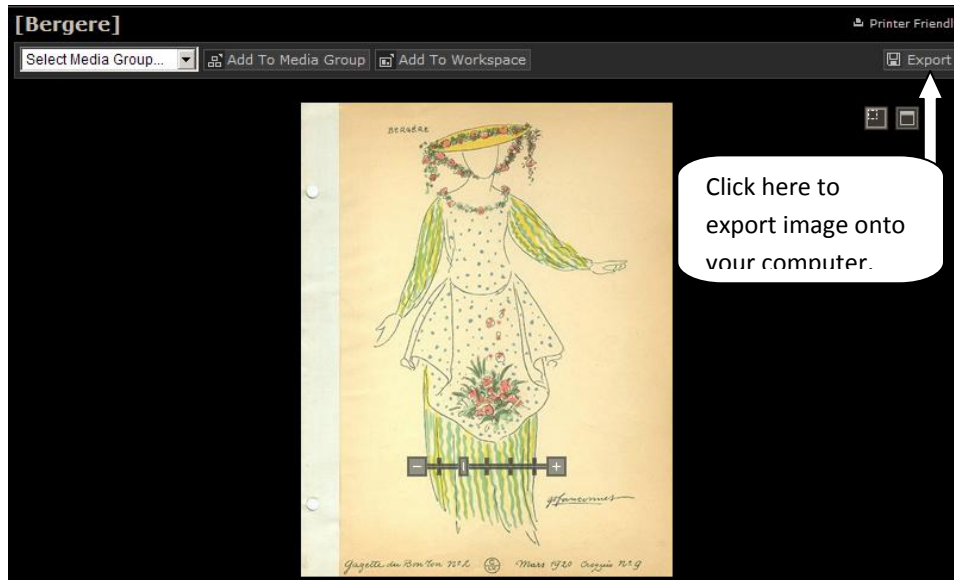 [Bergere]
Printer Friendl
Select Media Group...
Add To Media Group
Add To Workspace
Export
BERGÈRE
Click here to
export image onto
your computer.
Gazette du Bon Ton No 2
Mars 1920 Croquis No 9